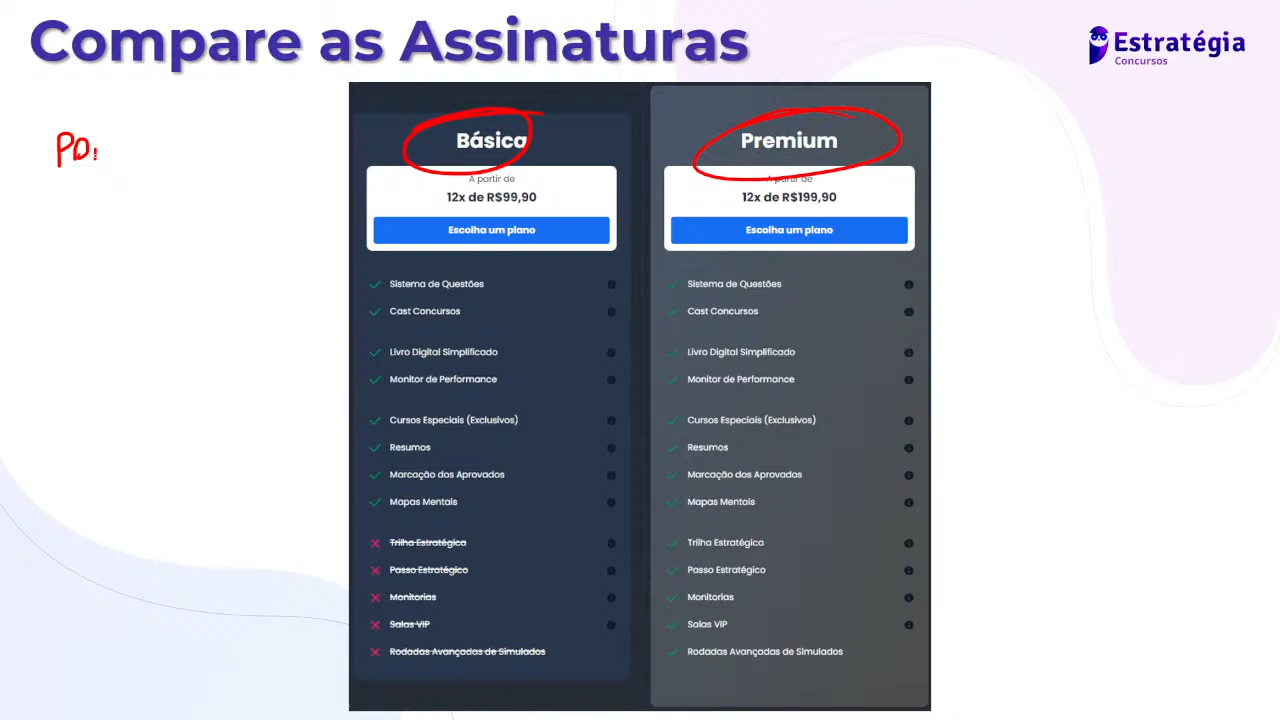 Compare as Assinaturas
Estratégia
Concursos
Básica
A partir de
12x de R$99,90
Escolha um plano
Sistema de Questões
Cast Concursos
Livro Digital Simplificado
Monitor de Performance
Cursos Especiais (Exclusivos)
Resumos
Marcação dos Aprovados
Mapas Mentais
Trilha Estratégica
Passo Estratégico
Monitorias
Salas VIP
Rodadas Avançadas de Simulados
Premium
A partir de
12x de R$199,90
Escolha um plano
Sistema de Questões
Cast Concursos
Livro Digital Simplificado
Monitor de Performance
Cursos Especiais (Exclusivos)
Resumos
Marcação dos Aprovados
Mapas Mentais
Trilha Estratégica
Passo Estratégico
Monitorias
Salas VIP
Rodadas Avançadas de Simulados